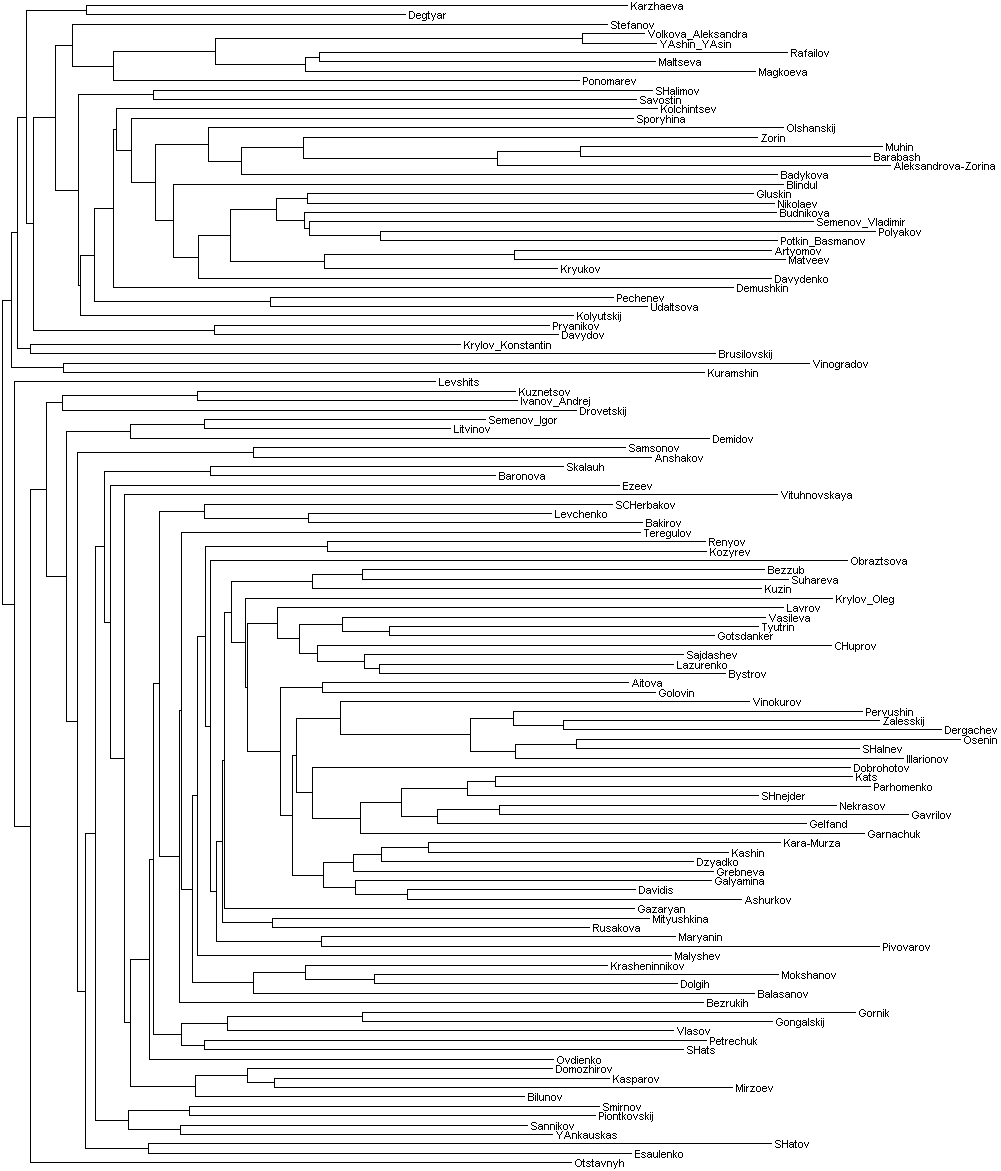 Karzhaeva
Degtyar
Stefanov
Volkova_Aleksandra
YAshin_YAsin
Rafailov
Maltseva
Magkoeva
Ponomarev
SHalimov
Savostin
Kolchintsev
Sporyhina
Olshanskij
Zorin
Muhin
Barabash
Aleksandrova-Zorina
Badykova
Blindul
Gluskin
Nikolaev
Budnikova
Semenov_Vladimir
Polyakov
Potkin_Basmanov
Artyomov
Matveev
Kryukov
Davydenko
Demushkin
Pechenev
Udaltsova
Kolyutskij
Pryanikov
Davydov
Krylov_Konstantin
Brusilovskij
Vinogradov
Kuramshin
Levshits
Kuznetsov
Ivanov_Andrej
Drovetskij
Semenov_Igor
Litvinov
Demidov
Samsonov
Anshakov
Skalauh
Baronova
Ezeev
Vituhnovskaya
SCHerbakov
Levchenko
Bakirov
Teregulov
Renyov
Kozyrev
Obraztsova
Bezzub
Suhareva
Kuzin
Krylov_Oleg
Lavrov
Vasileva
Tyutrin
Gotsdanker
CHuprov
Sajdashev
Lazurenko
Bystrov
Aitova
Golovin
Vinokurov
Pervushin
Zalesskij
Dergachev
Osenin
SHalnev
Illarionov
Dobrohotov
Kats
Parhomenko
SHnejder
Nekrasov
Gavrilov
Gelfand
Garnachuk
Kara-Murza
Kashin
Dzyadko
Grebneva
Galyamina
Davidis
Ashurkov
Gazaryan
Mityushkina
Rusakova
Maryanin
Pivovarov
Malyshev
Krasheninnikov
Mokshanov
Dolgih
Balasanov
Bezrukih
Gornik
Gongalskij
Vlasov
Petrechuk
SHats
Ovdienko
Domozhirov
Kasparov
Mirzoev
Bilunov
Smirnov
Piontkovskij
Sannikov
YAnkauskas
SHatov
Esaulenko
Otstavnyh